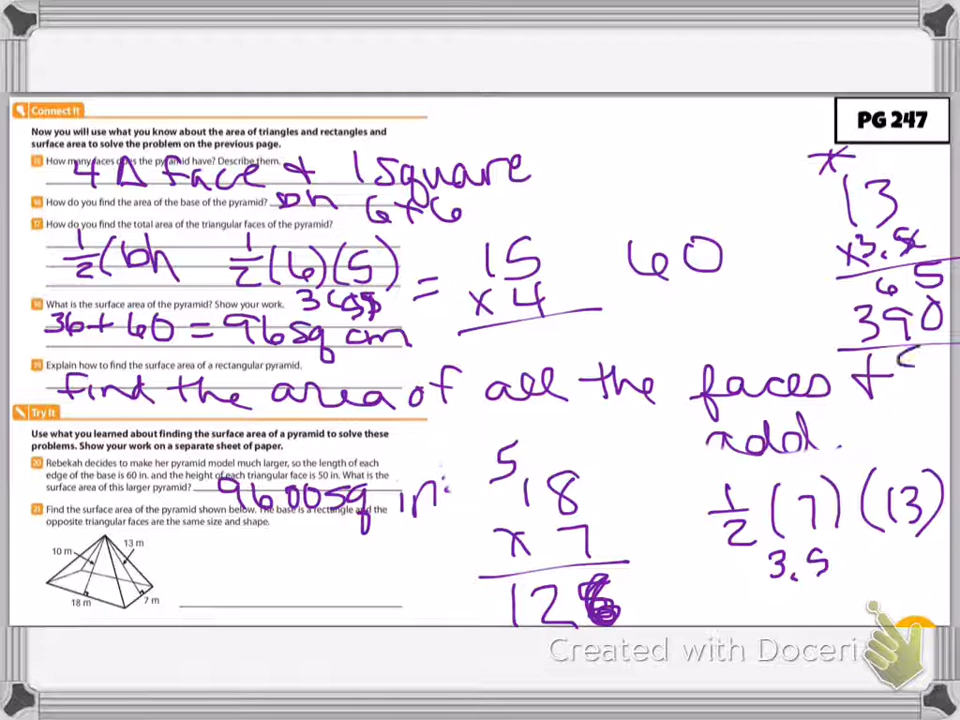 Connect It
PG 247
Now you will use what you know about the area of triangles and rectangles and
surface area to solve the problem on the previous page.
15 How many faces does the pyramid have? Describe them.
4 Δ face + 1 square
16 How do you find the area of the base of the pyramid?
bh 6+6
17 How do you find the total area of the triangular faces of the pyramid?
1/2 (bh 1/2 (6)(5) = 15
x 4
60
18 What is the surface area of the pyramid? Show your work.
36 + 60 = 96 sq cm
19 Explain how to find the surface area of a rectangular pyramid.
find the area of all the faces +
add.
13
x 3.5
65
390
Try It
Use what you learned about finding the surface area of a pyramid to solve these
problems. Show your work on a separate sheet of paper.
20 Rebekah decides to make her pyramid model much larger, so the length of each
edge of the base is 60 in. and the height of each triangular face is 50 in. What is the
surface area of this larger pyramid?
9600 sq in.
21 Find the surface area of the pyramid shown below. The base is a rectangle and the
opposite triangular faces are the same size and shape.
10 m
13 m
18 m
7 m
5
18
x 7
12
1/2 (7) (13)
3.5
Created with Doceri